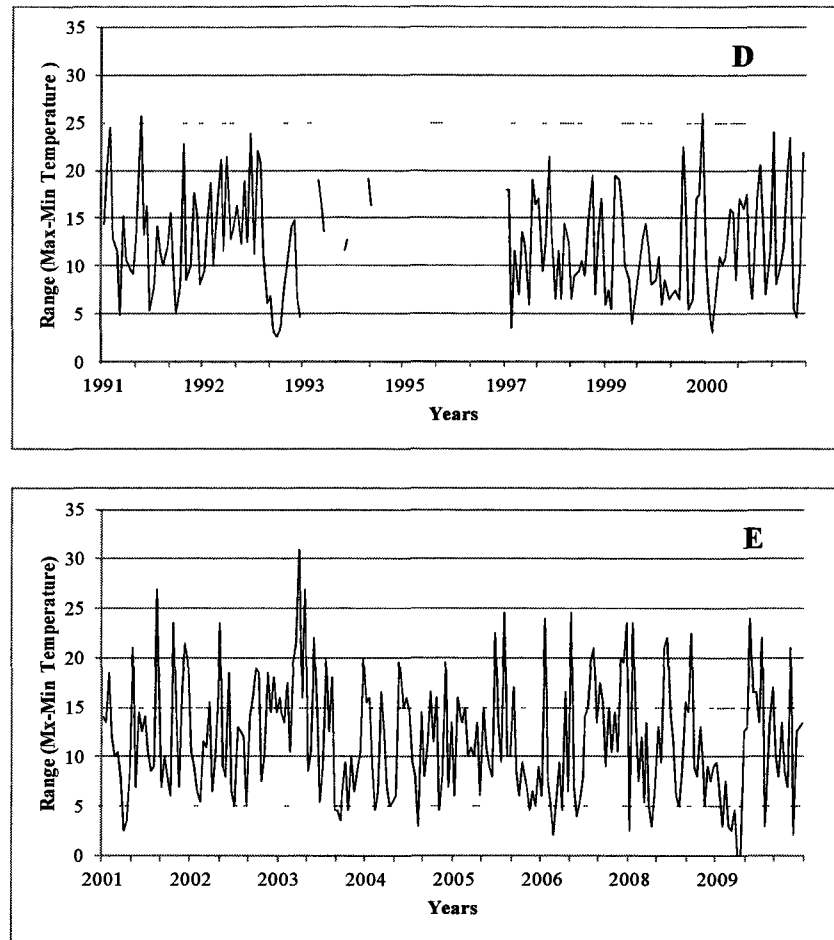 35
30
25
20
15
10
5
0
Range (Max-Min Temperature )
D
1991 1992 1993 1995 1997 1999 2000
Years
35
30
25
20
15
10
5
0
Range (Mx-Min Temperature)
E
2001 2002 2003 2004 2005 2006 2008 2009
Years